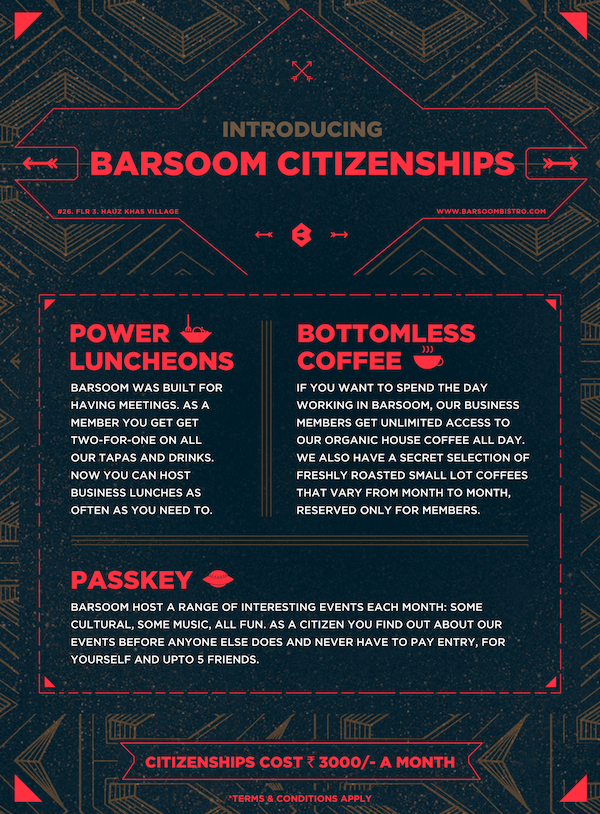 INTRODUCING
BARSOOM CITIZENSHIPS
#26. FLR 3. HAUZ KHAS VILLAGE
WWW.BARSOOMBISTRO.COM
B
POWER
LUNCHEONS
BARSOOM WAS BUILT FOR
HAVING MEETINGS. AS A
MEMBER YOU GET GET
TWO-FOR-ONE ON ALL
OUR TAPAS AND DRINKS.
NOW YOU CAN HOST
BUSINESS LUNCHES AS
OFTEN AS YOU NEED TO.
BOTTOMLESS
COFFEE
IF YOU WANT TO SPEND THE DAY
WORKING IN BARSOOM, OUR BUSINESS
MEMBERS GET UNLIMITED ACCESS TO
OUR ORGANIC HOUSE COFFEE ALL DAY.
WE ALSO HAVE A SECRET SELECTION OF
FRESHLY ROASTED SMALL LOT COFFEES
THAT VARY FROM MONTH TO MONTH,
RESERVED ONLY FOR MEMBERS.
PASSKEY
BARSOOM HOST A RANGE OF INTERESTING EVENTS EACH MONTH: SOME
CULTURAL, SOME MUSIC, ALL FUN. AS A CITIZEN YOU FIND OUT ABOUT OUR
EVENTS BEFORE ANYONE ELSE DOES AND NEVER HAVE TO PAY ENTRY, FOR
YOURSELF AND UPTO 5 FRIENDS.
CITIZENSHIPS COST ₹ 3000/- A MONTH
*TERMS & CONDITIONS APPLY